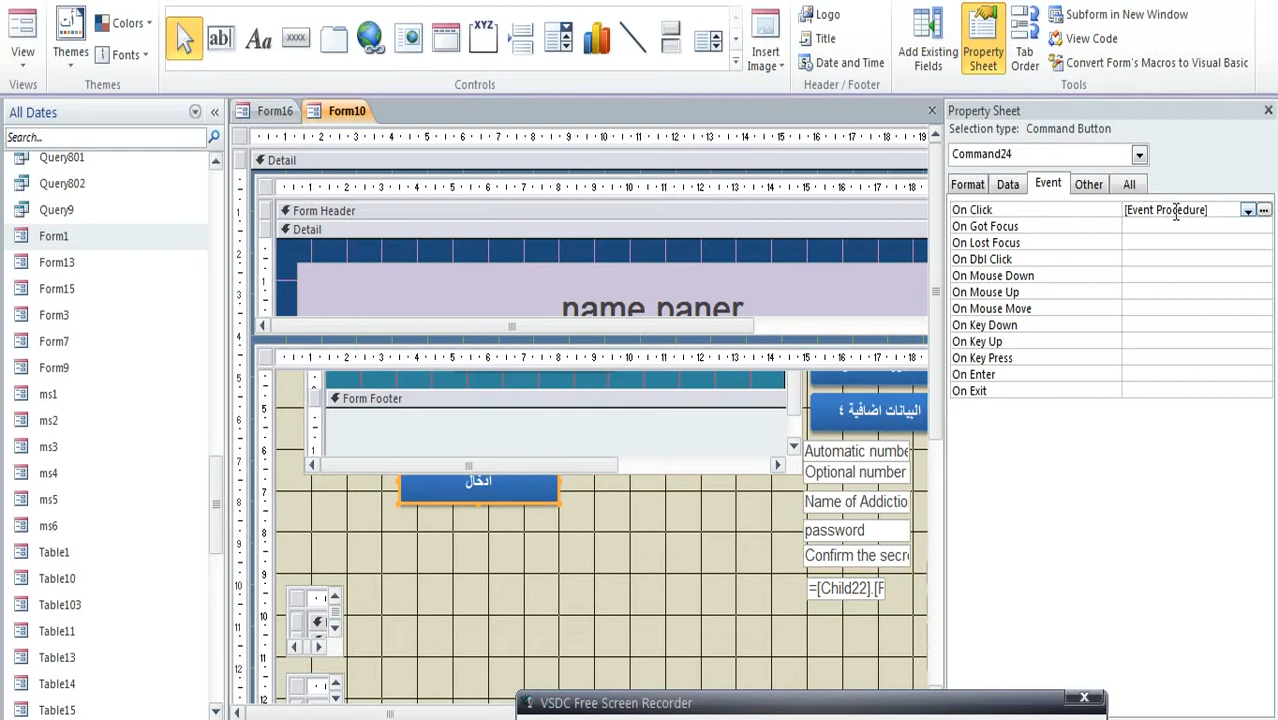 View
Views
Themes
Colors
Fonts
Themes
ab|
Aa
xxxx
XYZ
Controls
Insert
Image
Logo
Title
Date and Time
Header / Footer
Add Existing
Fields
Property
Sheet
Tab
Order
Subform in New Window
View Code
Convert Form's Macros to Visual Basic
Tools
All Dates
Search...
Query801
Query802
Query9
Form1
Form13
Form15
Form3
Form7
Form9
ms1
ms2
ms3
ms4
ms5
ms6
Table1
Table10
Table103
Table11
Table13
Table14
Table15
Form16
Form10
Detail
Form Header
Detail
name paner
Form Footer
البيانات اضافية ٤
ادخال
Automatic numbe
Optional number
Name of Addictio
password
Confirm the secr
=[Child22].[F
Property Sheet
Selection type: Command Button
Command24
Format Data Event Other All
On Click [Event Procedure]
On Got Focus
On Lost Focus
On Dbl Click
On Mouse Down
On Mouse Up
On Mouse Move
On Key Down
On Key Up
On Key Press
On Enter
On Exit
VSDC Free Screen Recorder